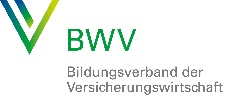 BWV
Bildungsverband der
Versicherungswirtschaft